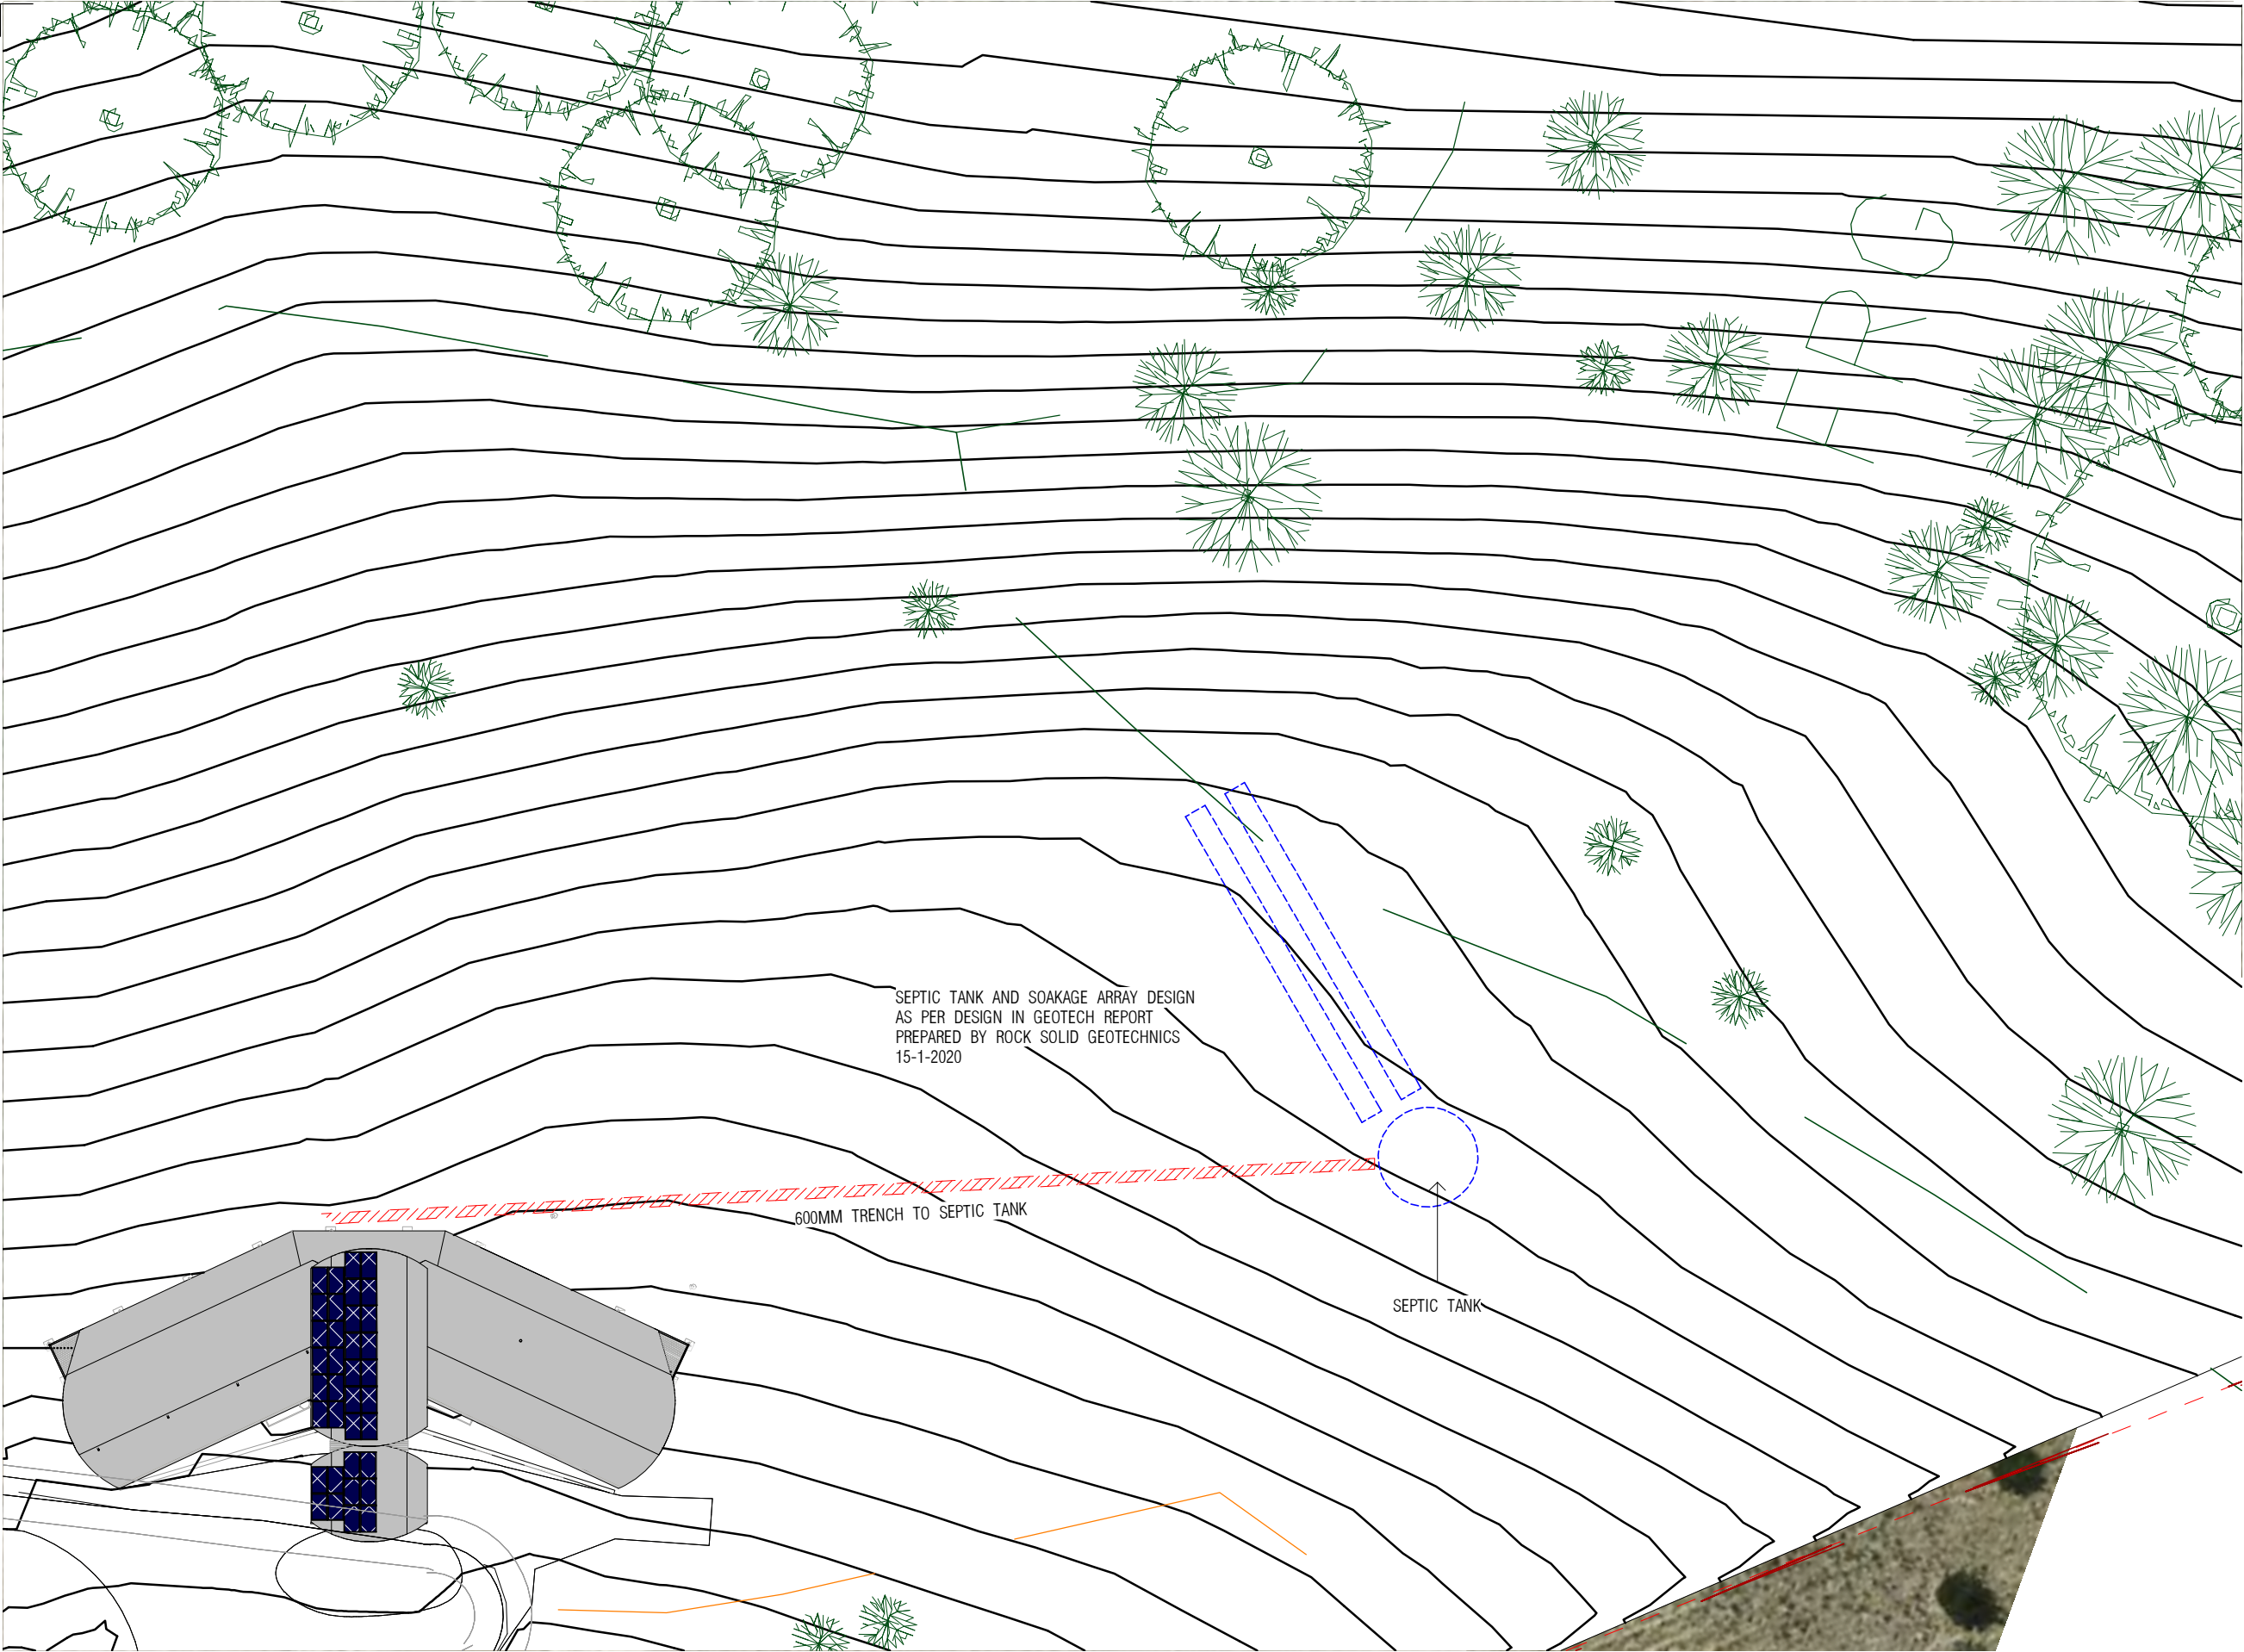 SEPTIC TANK AND SOAKAGE ARRAY DESIGN
AS PER DESIGN IN GEOTECH REPORT
PREPARED BY ROCK SOLID GEOTECHNICS
15-1-2020
600MM TRENCH TO SEPTIC TANK
SEPTIC TANK